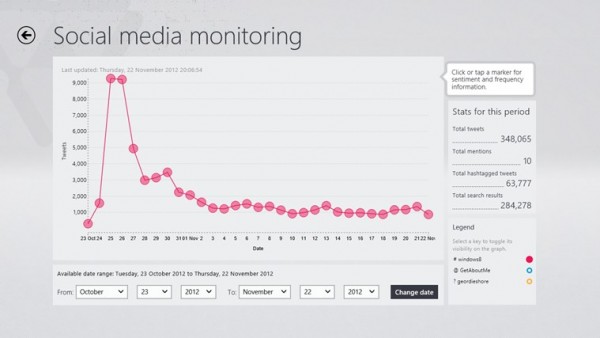 Social media monitoring
Last updated: Thursday, 22 November 2012 20:06:54
Click or tap a marker for
sentiment and frequency
information.
9,000
8,000
7,000
6,000
5,000
4,000
3,000
2,000
1,000
Tweets
23 Oct 24 25 26 27 28 29 30 31 01 Nov 2 3 4 5 6 7 8 9 10 11 12 13 14 15 16 17 18 19 20 21 22 Nov
Date
Stats for this period
Total tweets
348,065
Total mentions
10
Total hashtagged tweets
63,777
Total search results
284,278
Legend
Select a key to toggle its
visibility on the graph.
# windows8
@ GetAboutMe
? geordieshore
Available date range: Tuesday, 23 October 2012 to Thursday, 22 November 2012
From: October 23 2012 To: November 22 2012 Change date